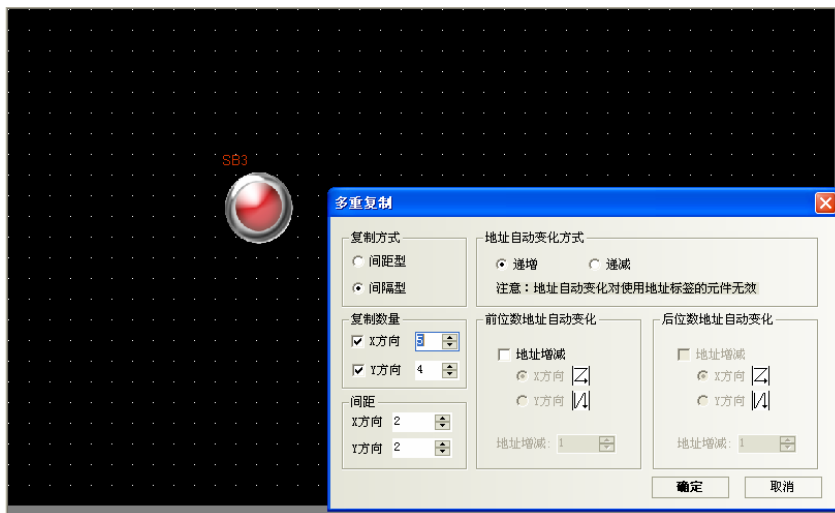 SB3
多重复制
复制方式
间距型
间隔型
地址自动变化方式
递增 递减
注意：地址自动变化对使用地址标签的元件无效
复制数量
X方向 5
Y方向 4
间距
X方向 2
Y方向 2
前位数地址自动变化
地址增减
X方向
Y方向
地址增减: 1
后位数地址自动变化
地址增减
X方向
Y方向
地址增减: 1
确定 取消